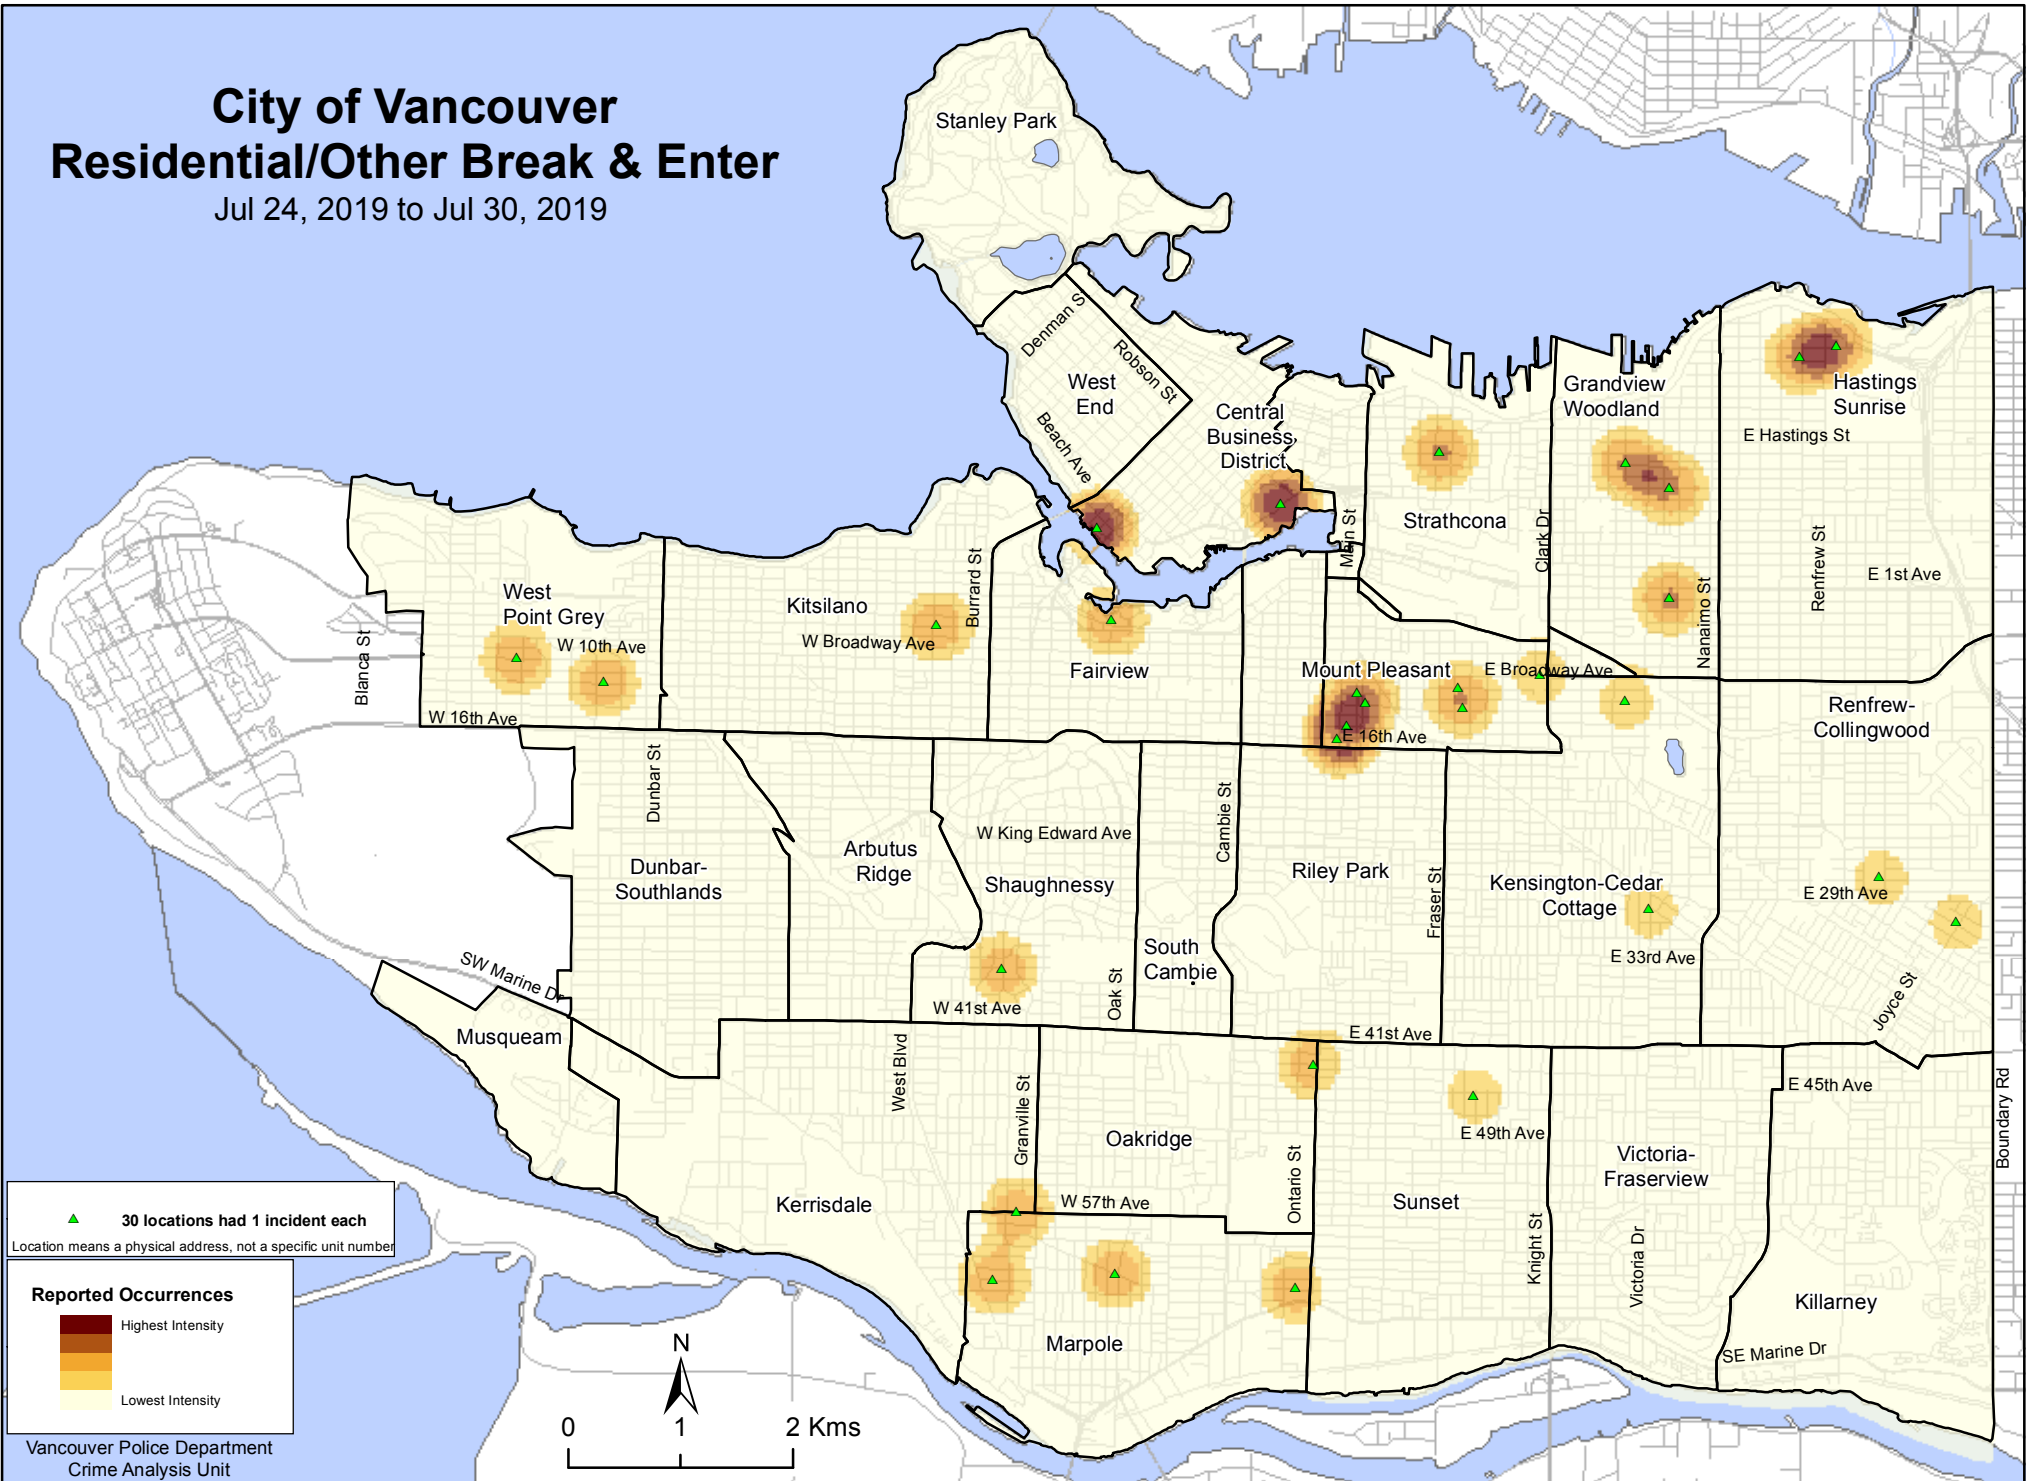 City of Vancouver
Residential/Other Break & Enter
Jul 24, 2019 to Jul 30, 2019
Stanley Park
Denman S
Robson St
West
End
Beach Ave
Central
Business
District
Main St
Strathcona
Clark Dr
Grandview
Woodland
Hastings
Sunrise
E Hastings St
Renfrew St
E 1st Ave
Nanaimo St
West
Point Grey
W 10th Ave
Blanca St
W 16th Ave
Kitsilano
W Broadway Ave
Burrard St
Fairview
Mount Pleasant
E Broadway Ave
E 16th Ave
Renfrew-
Collingwood
Dunbar St
Dunbar-
Southlands
Arbutus
Ridge
W King Edward Ave
Shaughnessy
Cambie St
Riley Park
Fraser St
Kensington-Cedar
Cottage
E 29th Ave
E 33rd Ave
South
Cambie
Oak St
W 41st Ave
E 41st Ave
Joyce St
SW Marine Dr
Musqueam
West Blvd
Granville St
Oakridge
Ontario St
E 49th Ave
E 45th Ave
Boundary Rd
Victoria-
Fraserview
Kerrisdale
W 57th Ave
Sunset
Knight St
Victoria Dr
Killarney
Marpole
SE Marine Dr
30 locations had 1 incident each
Location means a physical address, not a specific unit number
Reported Occurrences
Highest Intensity
Lowest Intensity
Vancouver Police Department
Crime Analysis Unit
N
0 1 2 Kms